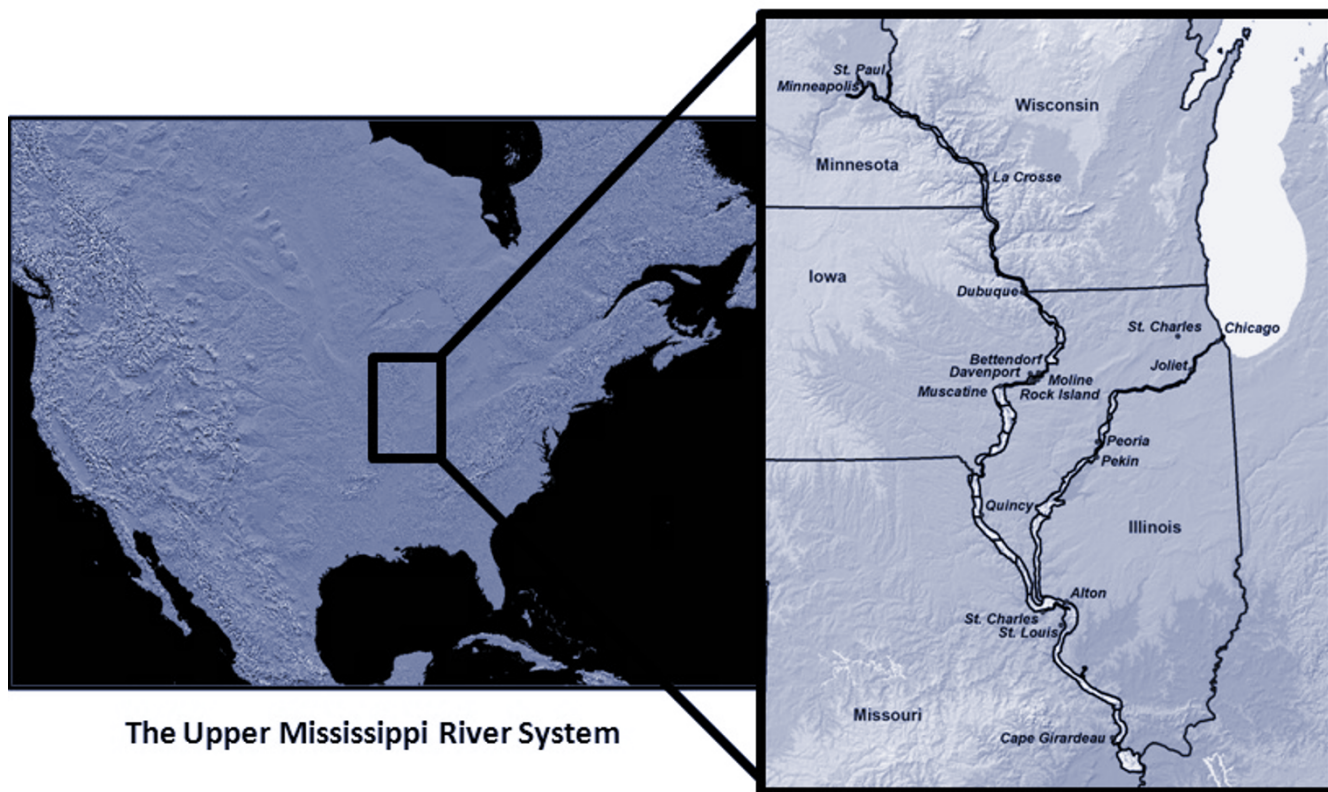 St. Paul
Minneapolis
Wisconsin
Minnesota
La Crosse
Iowa
Dubuque
St. Charles
Chicago
Bettendorf
Joliet
Davenport
Moline
Muscatine
Rock Island
Peoria
Pekin
Quincy
Illinois
Alton
St. Charles
St. Louis
Missouri
Cape Girardeau
The Upper Mississippi River System